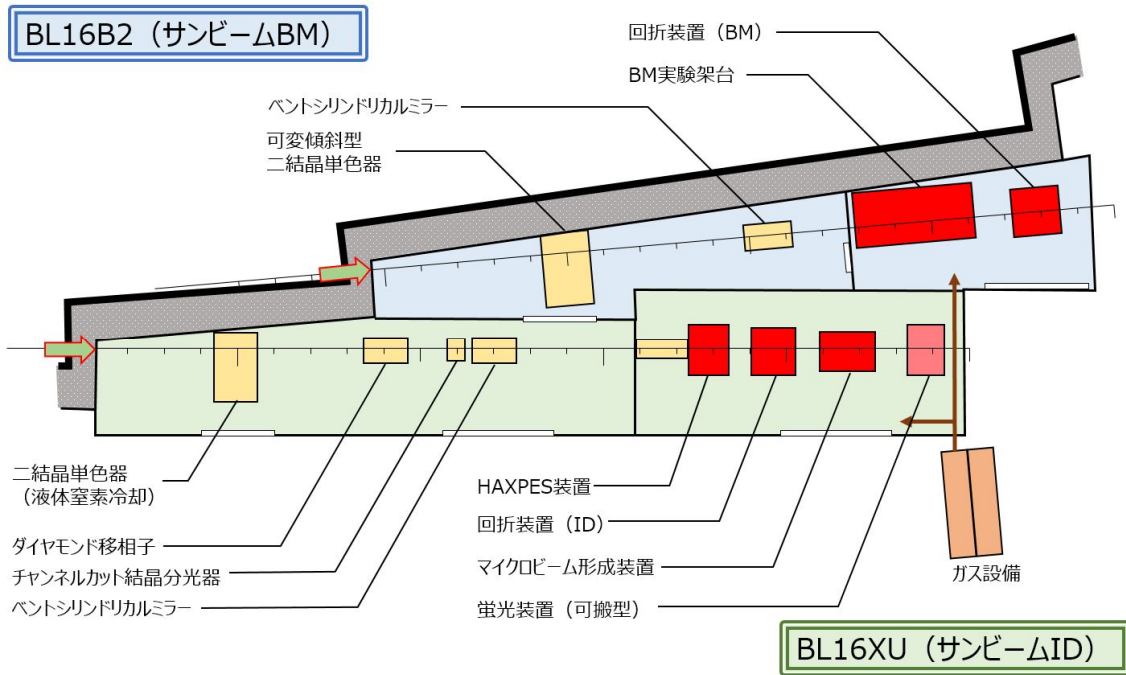 BL16B2（サンビームBM）
回折装置（BM）
BM実験架台
ベントシリンドリカルミラー
可変傾斜型
二結晶単色器
二結晶単色器
（液体窒素冷却）
ダイヤモンド移相子
チャンネルカット結晶分光器
ベントシリンドリカルミラー
HAXPES装置
回折装置（ID）
マイクロビーム形成装置
蛍光装置（可搬型）
ガス設備
BL16XU（サンビームID）